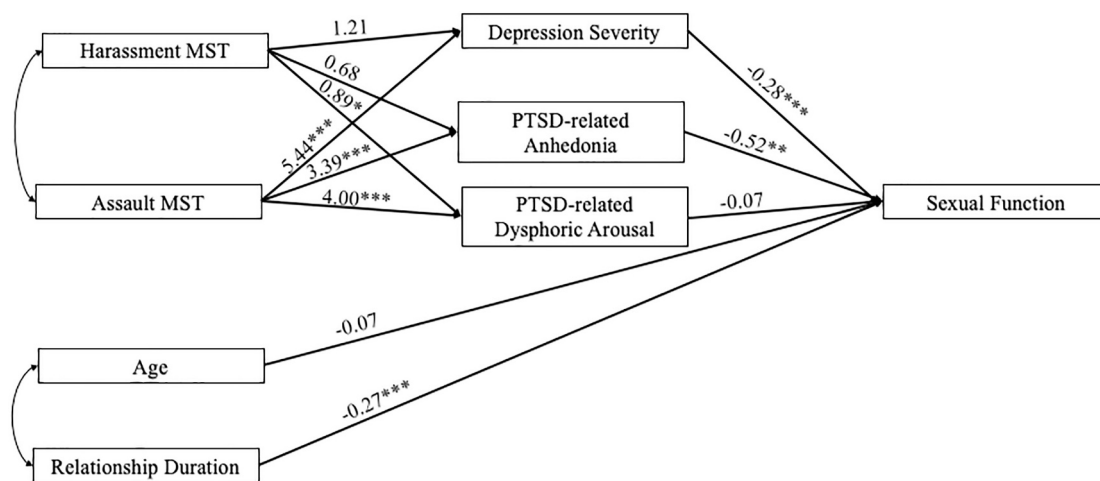 Harassment MST
1.21
Depression Severity
0.68
0.89*
-0.28***
PTSD-related
Anhedonia
-0.52**
5.44***
3.39***
Assault MST
4.00***
PTSD-related
Dysphoric Arousal
-0.07
Sexual Function
Age
-0.07
Relationship Duration
-0.27***